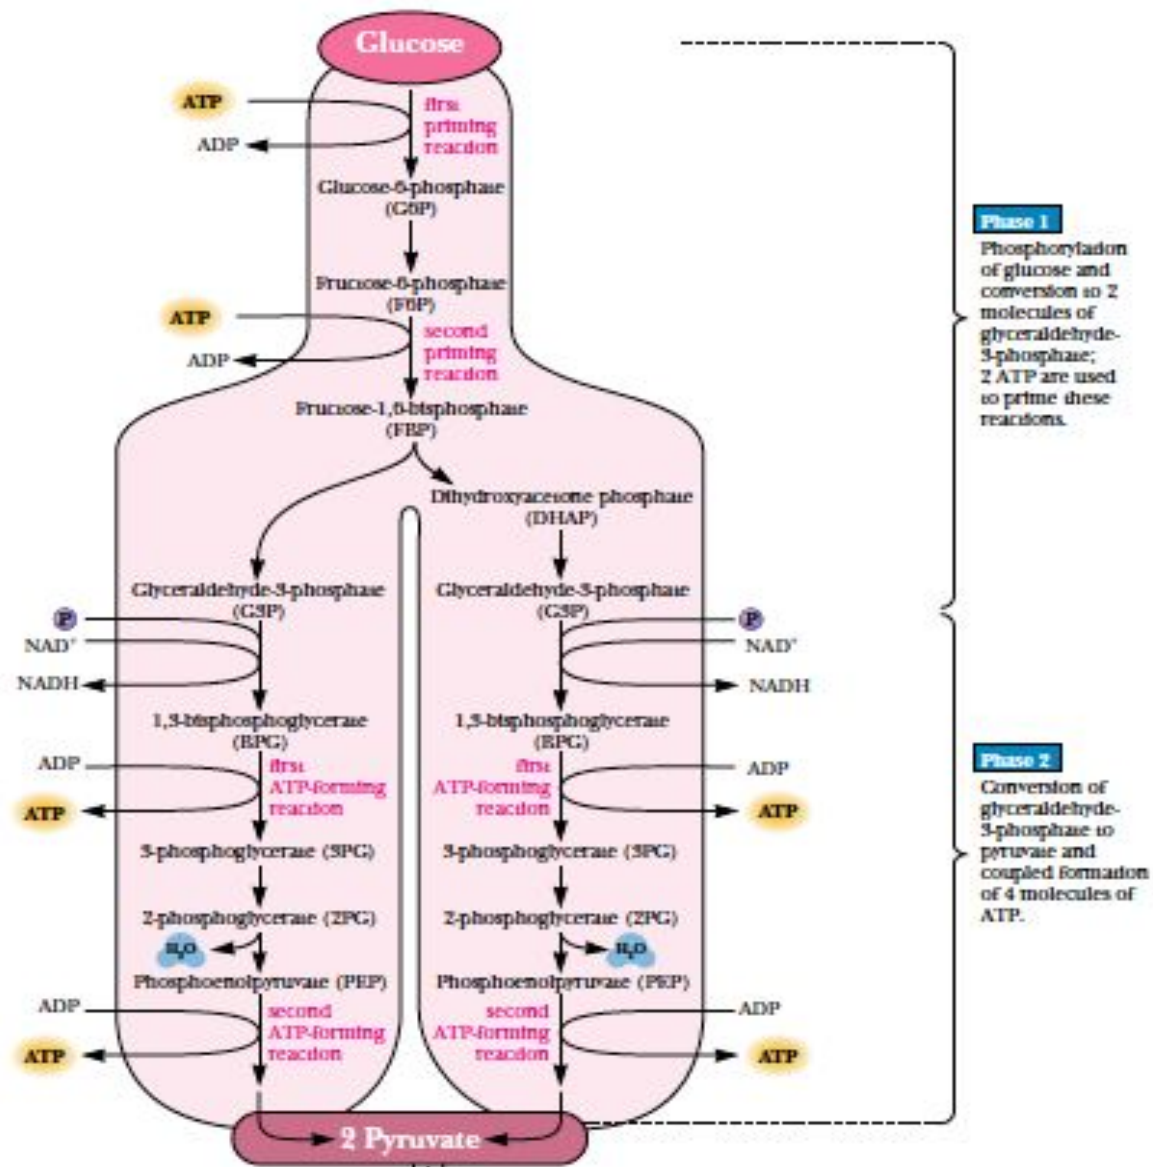 Glucose
ATP
first
priming
reaction
ADP
Glucose-6-phosphate
(G6P)
Fructose-6-phosphate
(F6P)
ATP
second
priming
reaction
ADP
Fructose-1,6-bisphosphate
(FBP)
Dihydroxyacetone phosphate
(DHAP)
Phase 1
Phosphorylation
of glucose and
conversion to 2
molecules of
glyceraldehyde-
3-phosphate;
2 ATP are used
to prime these
reactions.
Glyceraldehyde-3-phosphate
(G3P)
P
NAD+
NADH
1,3-bisphosphoglycerate
(BPG)
ADP
first
ATP-forming
reaction
ATP
3-phosphoglycerate (3PG)
2-phosphoglycerate (2PG)
H2O
Phosphoenolpyruvate (PEP)
ADP
second
ATP-forming
reaction
ATP
Glyceraldehyde-3-phosphate
(G3P)
P
NAD+
NADH
1,3-bisphosphoglycerate
(BPG)
first
ATP-forming
reaction
ADP
ATP
3-phosphoglycerate (3PG)
2-phosphoglycerate (2PG)
H2O
Phosphoenolpyruvate (PEP)
second
ATP-forming
reaction
ADP
ATP
Phase 2
Conversion of
glyceraldehyde-
3-phosphate to
pyruvate and
coupled formation
of 4 molecules of
ATP.
2 Pyruvate